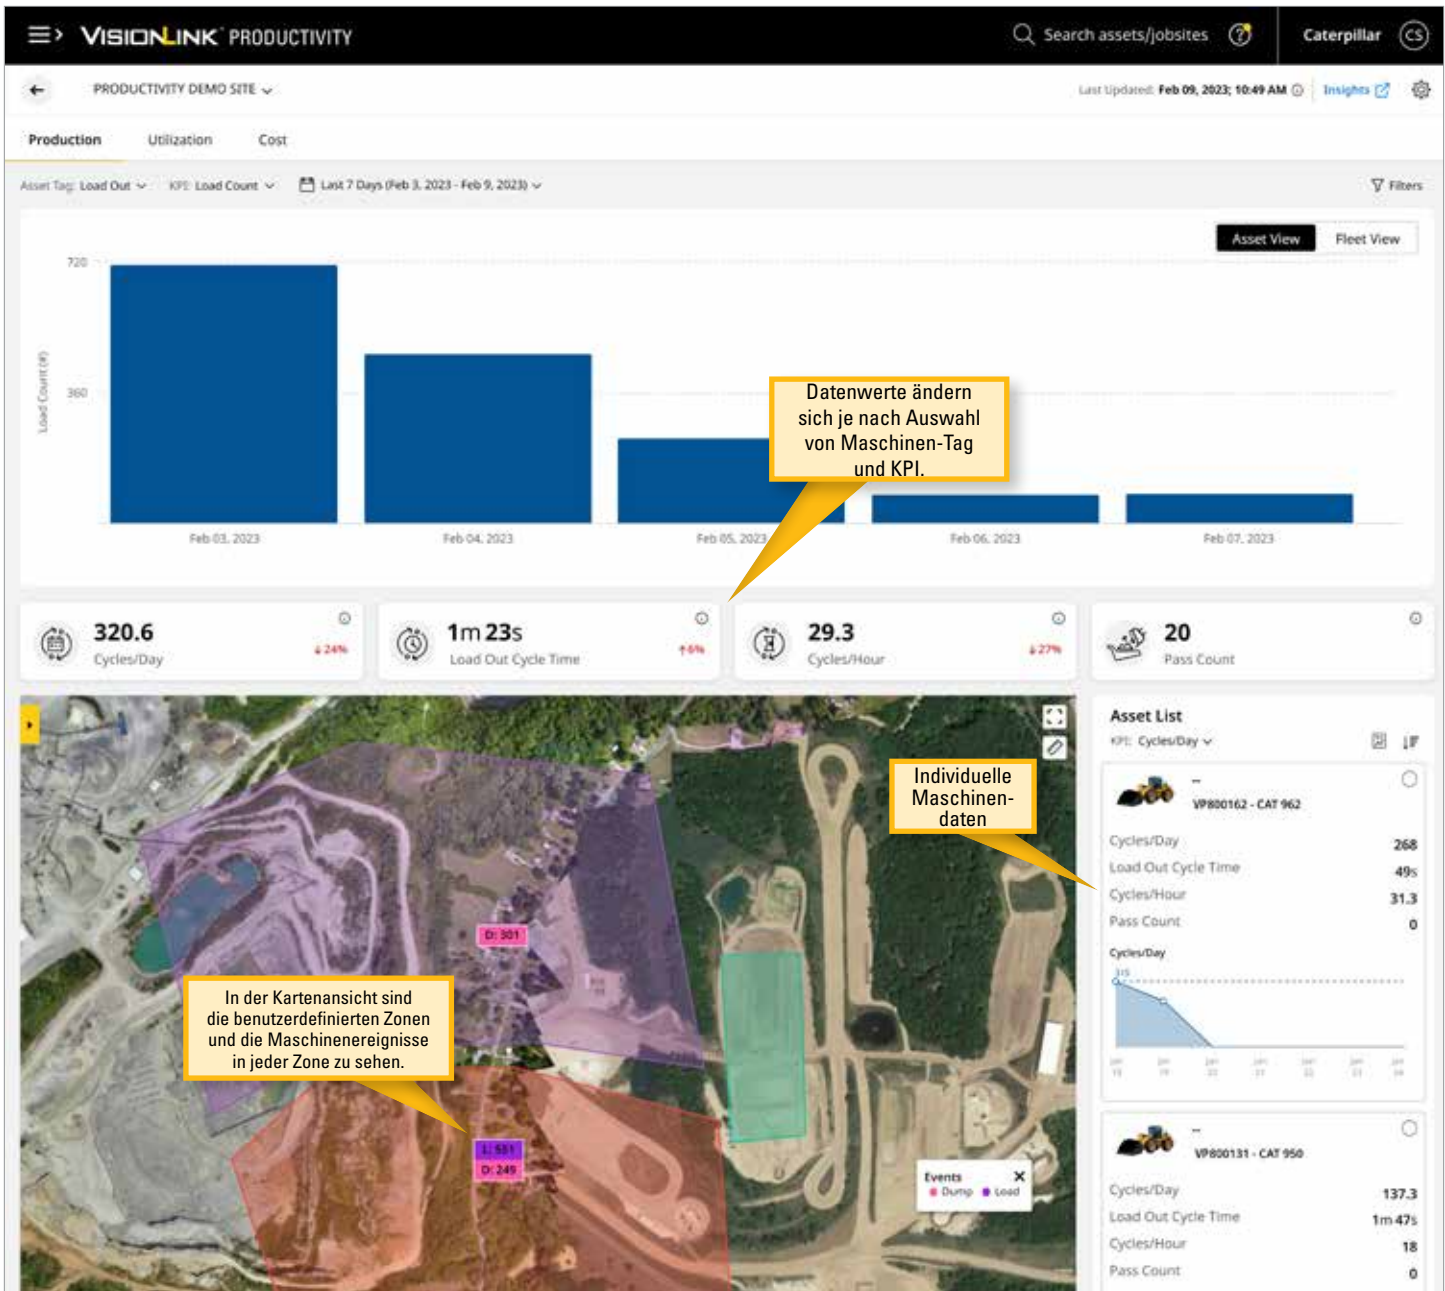 VISIONLINK PRODUCTIVITY
Search assets/jobsites
Caterpillar CS
PRODUCTIVITY DEMO SITE
Last Updated: Feb 09, 2023; 10:49 AM
Insights
Production
Utilization
Cost
Asset Tag: Load Out
KPI: Load Count
Last 7 Days (Feb 3, 2023 - Feb 9, 2023)
Filters
Asset View
Fleet View
720
360
Load Count (#)
Datenwerte ändern
sich je nach Auswahl
von Maschinen-Tag
und KPI.
Feb 03, 2023
Feb 04, 2023
Feb 05, 2023
Feb 06, 2023
Feb 07, 2023
320.6
Cycles/Day
↓24%
1m 23s
Load Out Cycle Time
↑6%
29.3
Cycles/Hour
↓27%
20
Pass Count
Asset List
KPI: Cycles/Day
Individuelle
Maschinen-
daten
--
VP800162 - CAT 962
Cycles/Day 268
Load Out Cycle Time 49s
Cycles/Hour 31.3
Pass Count 0
Cycles/Day
315
D: 301
In der Kartenansicht sind
die benutzerdefinierten Zonen
und die Maschinenereignisse
in jeder Zone zu sehen.
L: 551
D: 249
Events X
Dump Load
--
VP800131 - CAT 950
Cycles/Day 137.3
Load Out Cycle Time 1m 47s
Cycles/Hour 18
Pass Count 0